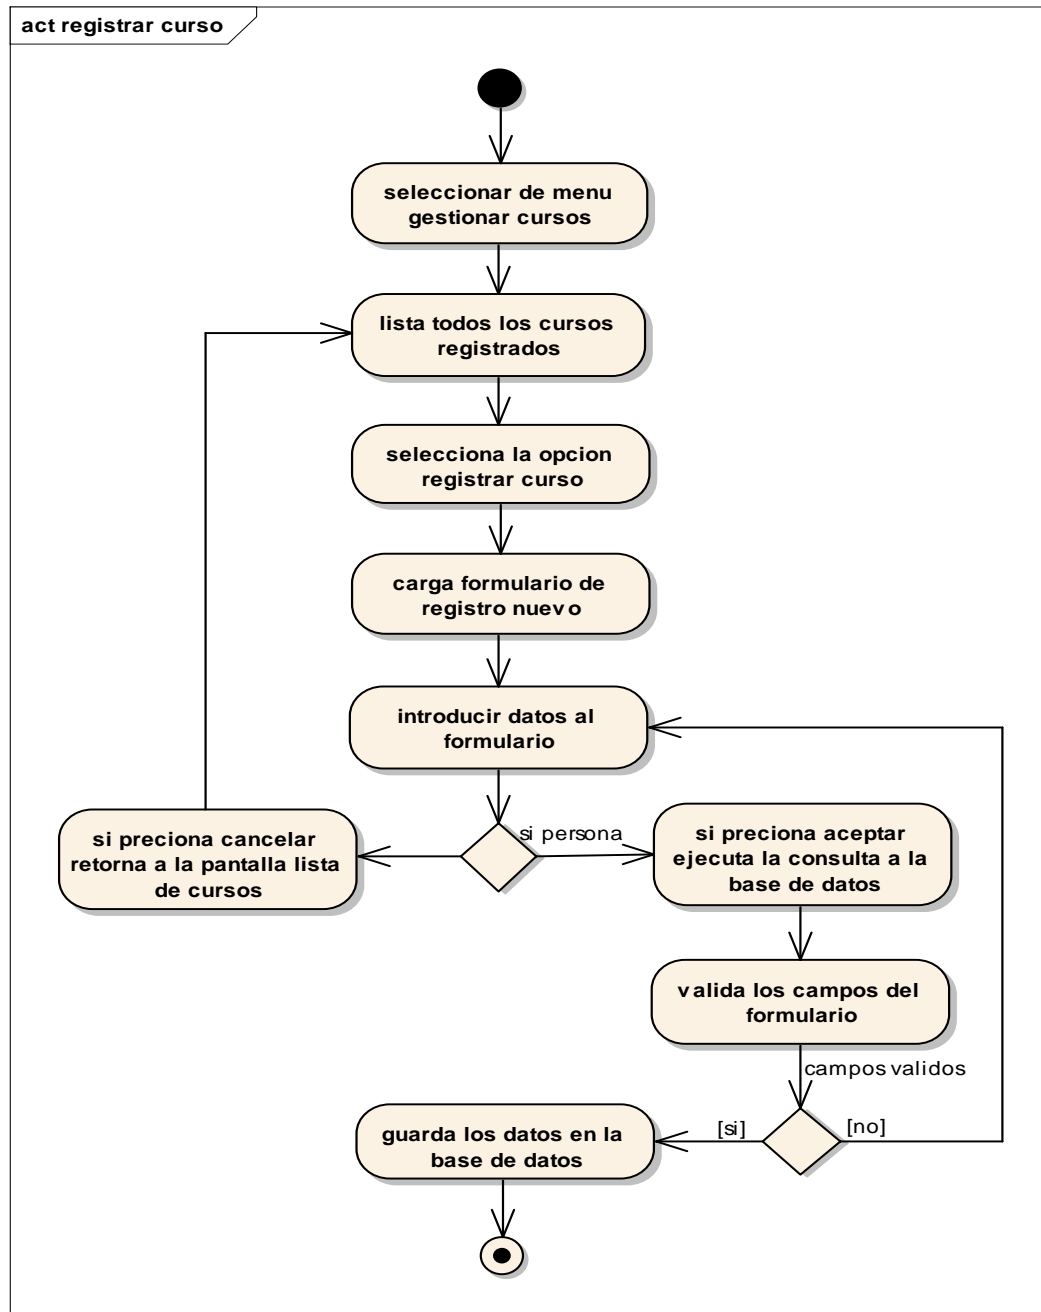 act registrar curso
seleccionar de menu
gestionar cursos
lista todos los cursos
registrados
selecciona la opcion
registrar curso
carga formulario de
registro nuevo
introducir datos al
formulario
si preciona cancelar
retorna a la pantalla lista
de cursos
si persona
si preciona aceptar
ejecuta la consulta a la
base de datos
valida los campos del
formulario
campos validos
[si]
[no]
guarda los datos en la
base de datos